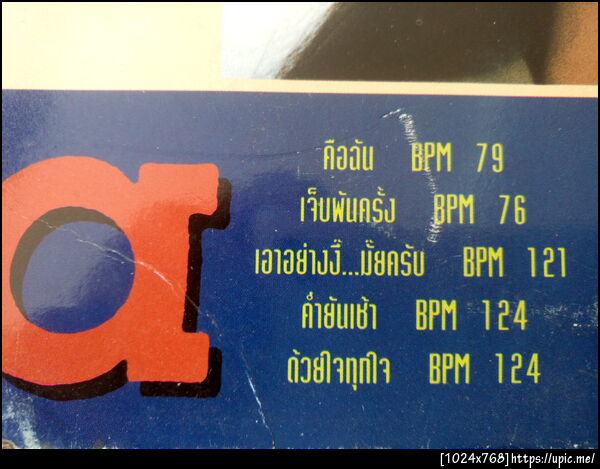 a
คือฉัน BPM 79
เจ็บพันครั้ง BPM 76
เอาอย่างงี้...มั้ยครับ BPM 121
ค่ำยันเช้า BPM 124
ด้วยใจทุกใจ BPM 124
[1024x768]https://upic.me/